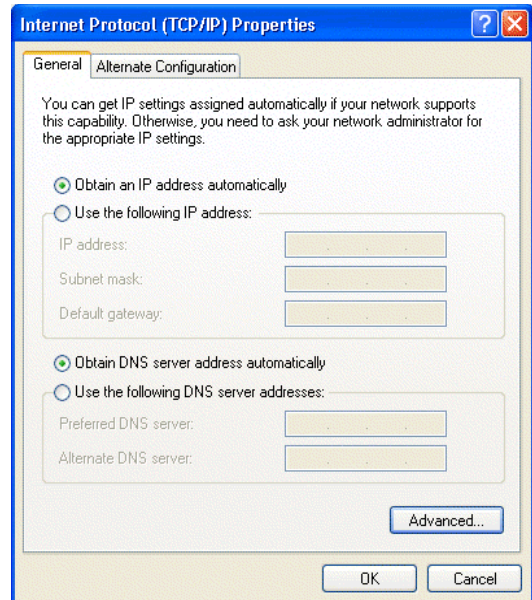 Internet Protocol (TCP/IP) Properties
General
Alternate Configuration
You can get IP settings assigned automatically if your network supports
this capability. Otherwise, you need to ask your network administrator for
the appropriate IP settings.
Obtain an IP address automatically
Use the following IP address:
IP address:
Subnet mask:
Default gateway:
Obtain DNS server address automatically
Use the following DNS server addresses:
Preferred DNS server:
Alternate DNS server:
Advanced...
OK
Cancel